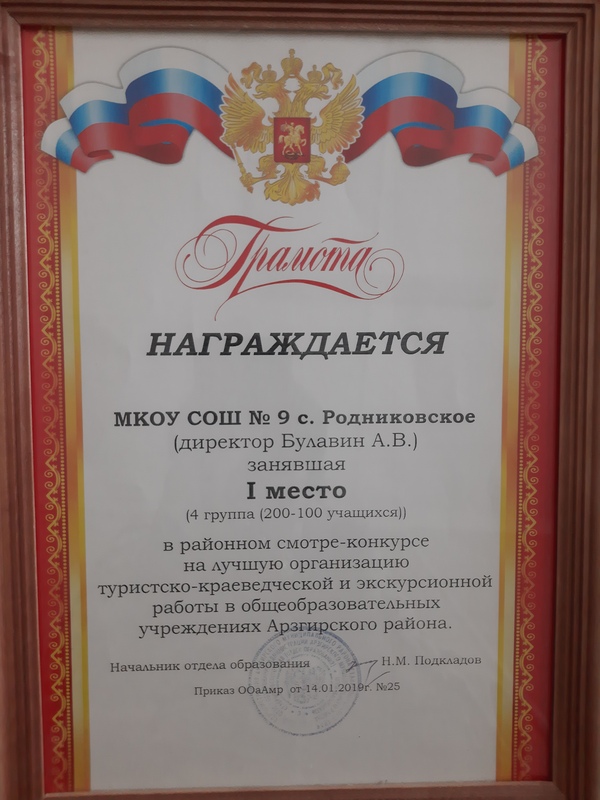 Грамота
НАГРАЖДАЕТСЯ
МКОУ СОШ № 9 с. Родниковское
(директор Булавин А.В.)
занявшая
I место
(4 группа (200-100 учащихся))
в районном смотре-конкурсе
на лучшую организацию
туристско-краеведческой и экскурсионной
работы в общеобразовательных
учреждениях Арзгирского района.
Начальник отдела образования Н.М. Подкладов
Приказ ООаАмр от 14.01.2019г. №25